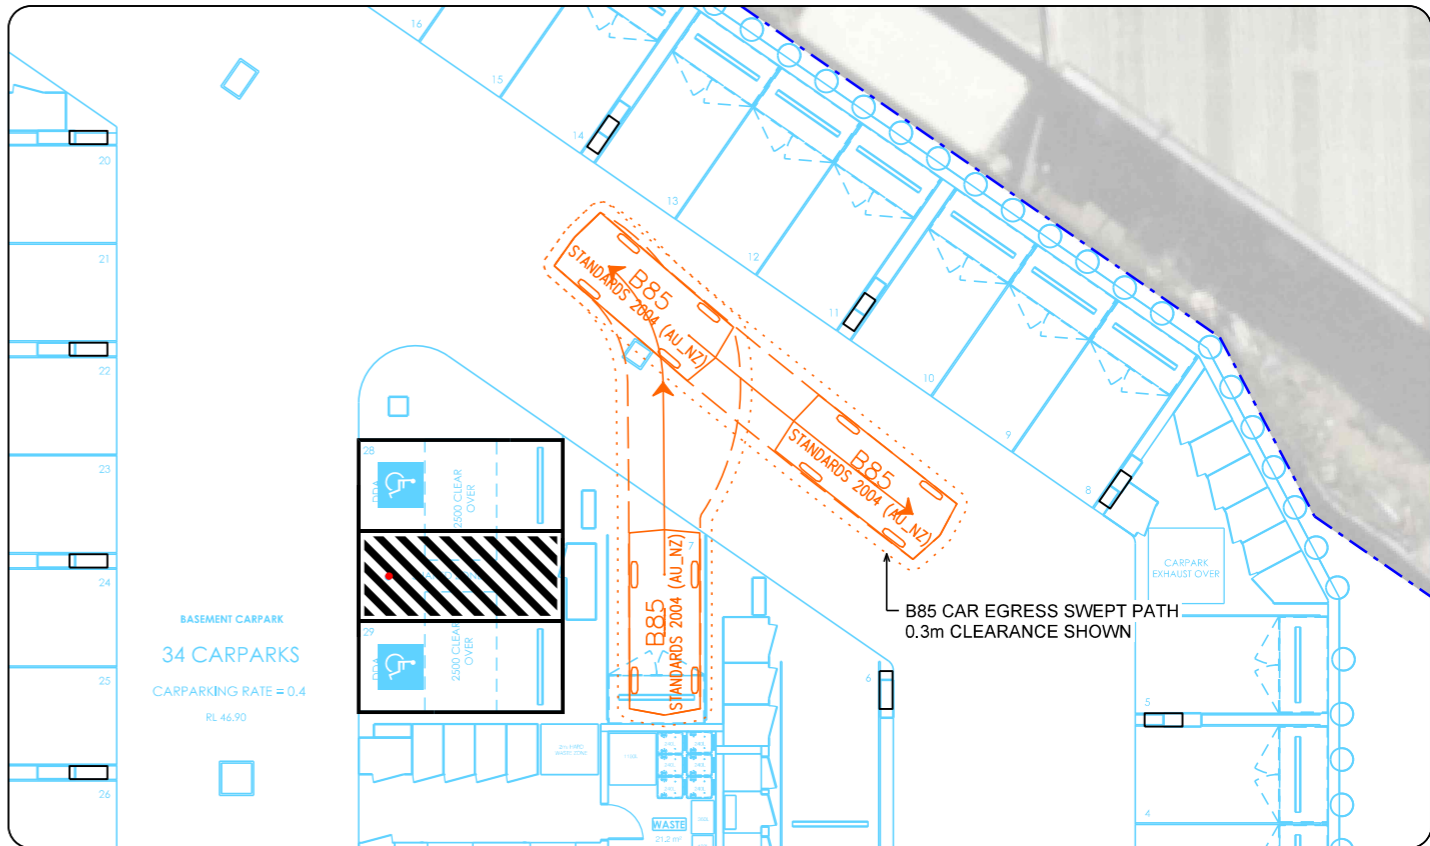 16
15
14
13
12
11
10
9
8
20
21
22
23
24
25
26
STANDARDS 2004 (AU_NZ)
B85
STANDARDS 2004 (AU_NZ)
B85
STANDARDS 2004 (AU_NZ)
B85
28
DDA
2500 CLEAR
OVER
29
DDA
2500 CLEAR
OVER
7
6
5
4
CARPARK
EXHAUST OVER
B85 CAR EGRESS SWEPT PATH
0.3m CLEARANCE SHOWN
BASEMENT CARPARK
34 CARPARKS
CARPARKING RATE = 0.4
RL 46.90
WASTE
21.2 m²